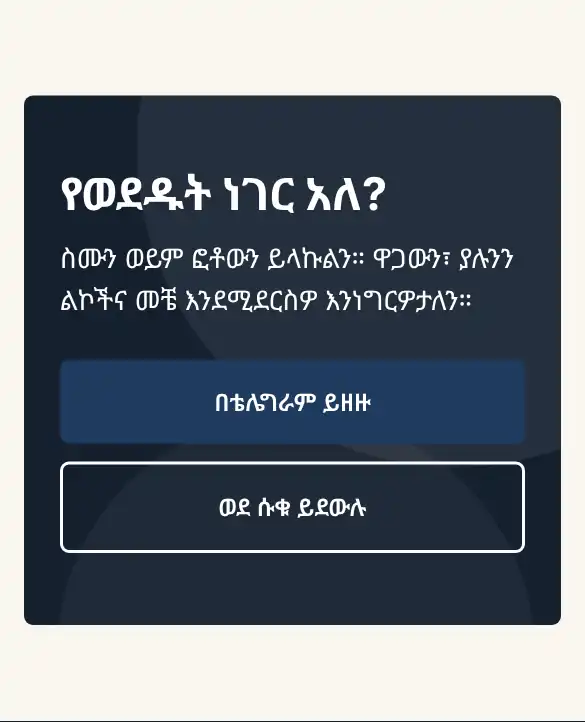 የወደዱት ነገር አለ?
ስሙን ወይም ፎቶውን ይላኩልን። ዋጋውን፣ ያሉንን
ልኮችና መቼ እንደሚደርስዎ እንነግርዎታለን።
በቴሌግራም ይዘዙ
ወደ ሱቁ ይደውሉ